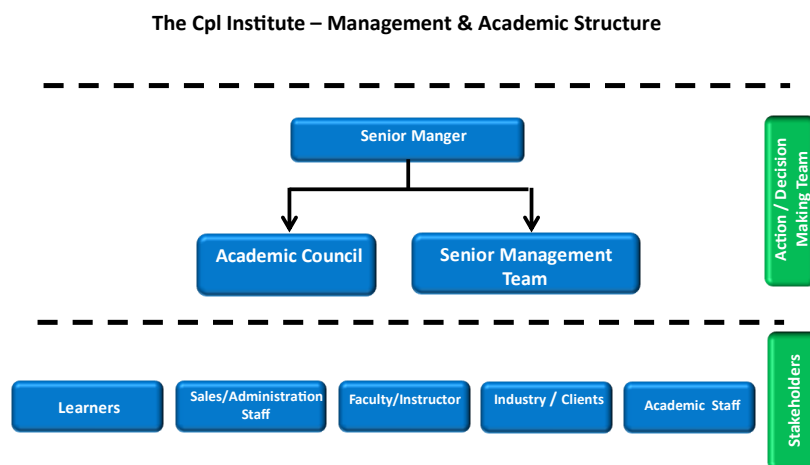 The Cpl Institute – Management & Academic Structure
Senior Manger
Action / Decision
Making Team
Academic Council
Senior Management
Team
Learners
Sales/Administration
Staff
Faculty/Instructor
Industry / Clients
Academic Staff
Stakeholders